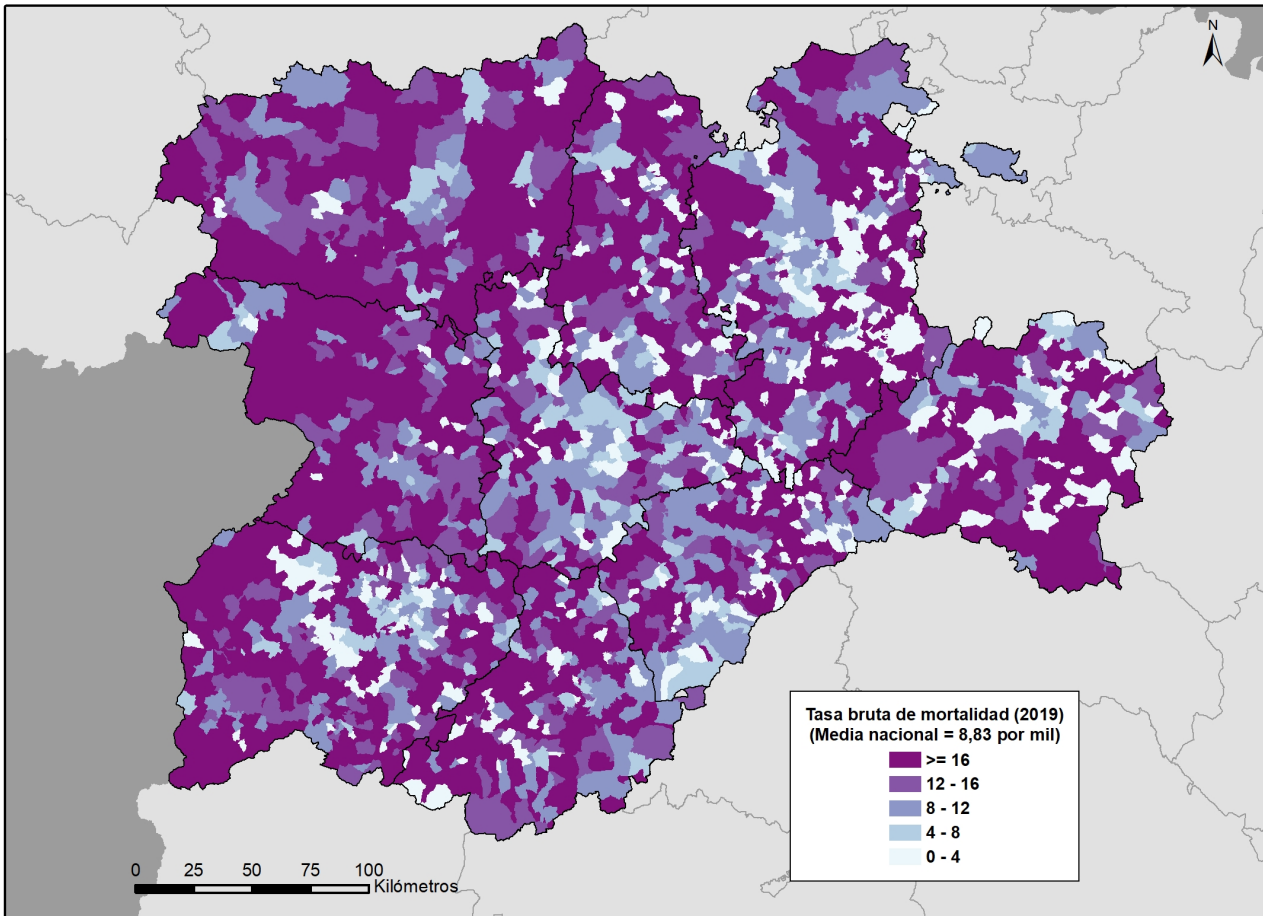 N
Tasa bruta de mortalidad (2019)
(Media nacional = 8,83 por mil)
>= 16
12 - 16
8 - 12
4 - 8
0 - 4
0 25 50 75 100
Kilómetros